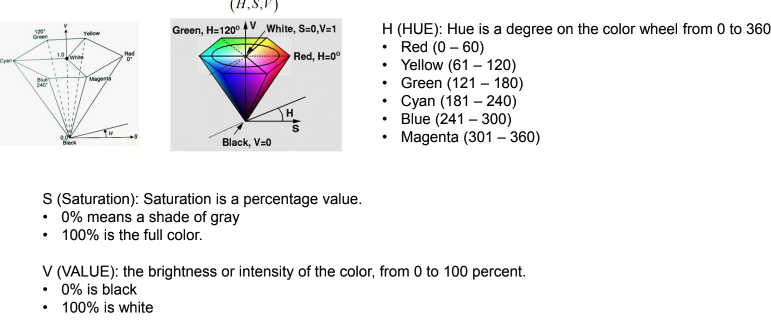 (H,S,V)
120°
Green
V
Yellow
Cyan
1.0
White
Red
0°
Blue
240°
Magenta
0.0
Black
H
S
Green, H=120°
V
White, S=0,V=1
Red, H=0°
H
S
Black, V=0
H (HUE): Hue is a degree on the color wheel from 0 to 360
• Red (0 – 60)
• Yellow (61 – 120)
• Green (121 – 180)
• Cyan (181 – 240)
• Blue (241 – 300)
• Magenta (301 – 360)
S (Saturation): Saturation is a percentage value.
• 0% means a shade of gray
• 100% is the full color.
V (VALUE): the brightness or intensity of the color, from 0 to 100 percent.
• 0% is black
• 100% is white